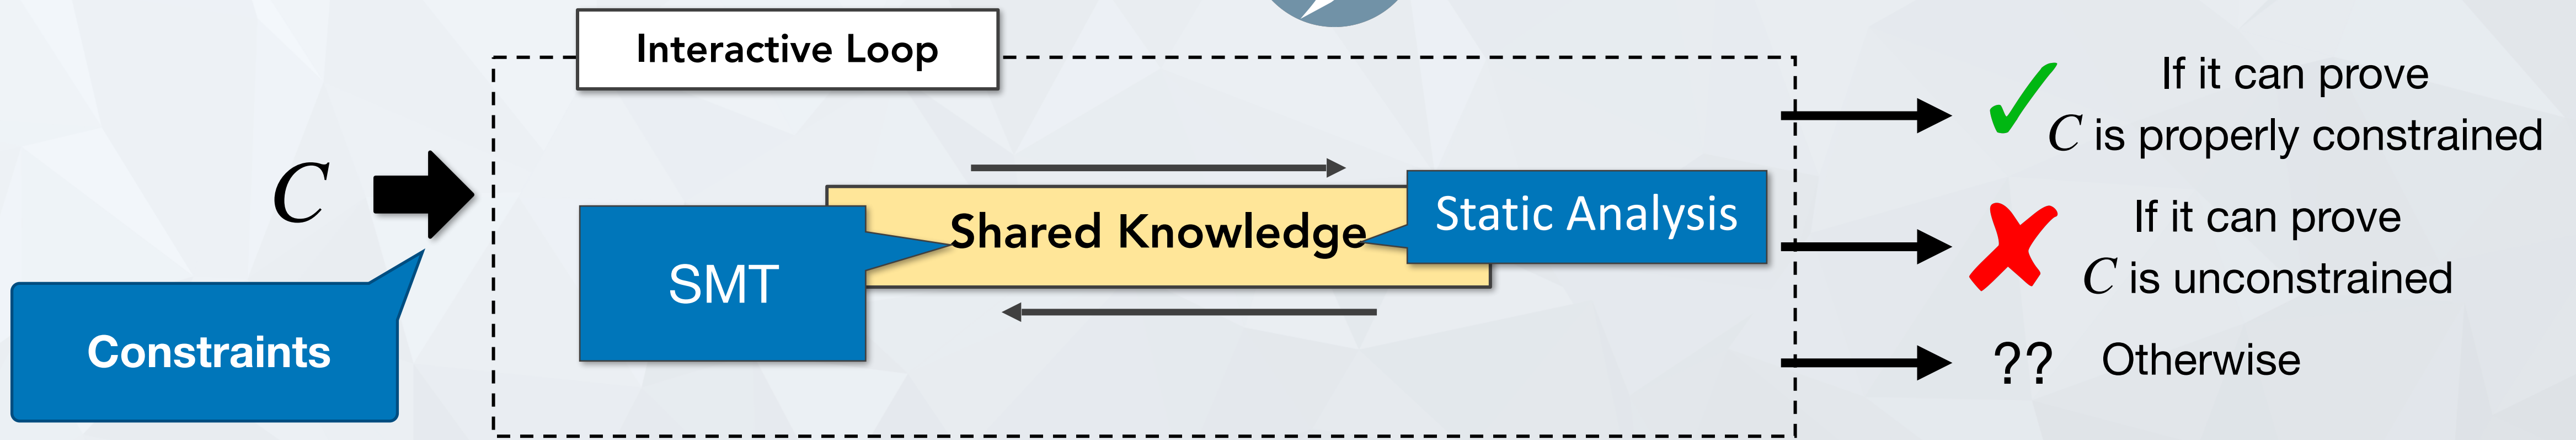 Interactive Loop
C
Constraints
SMT
Shared Knowledge
Static Analysis
If it can prove
C is properly constrained
If it can prove
C is unconstrained
?? Otherwise